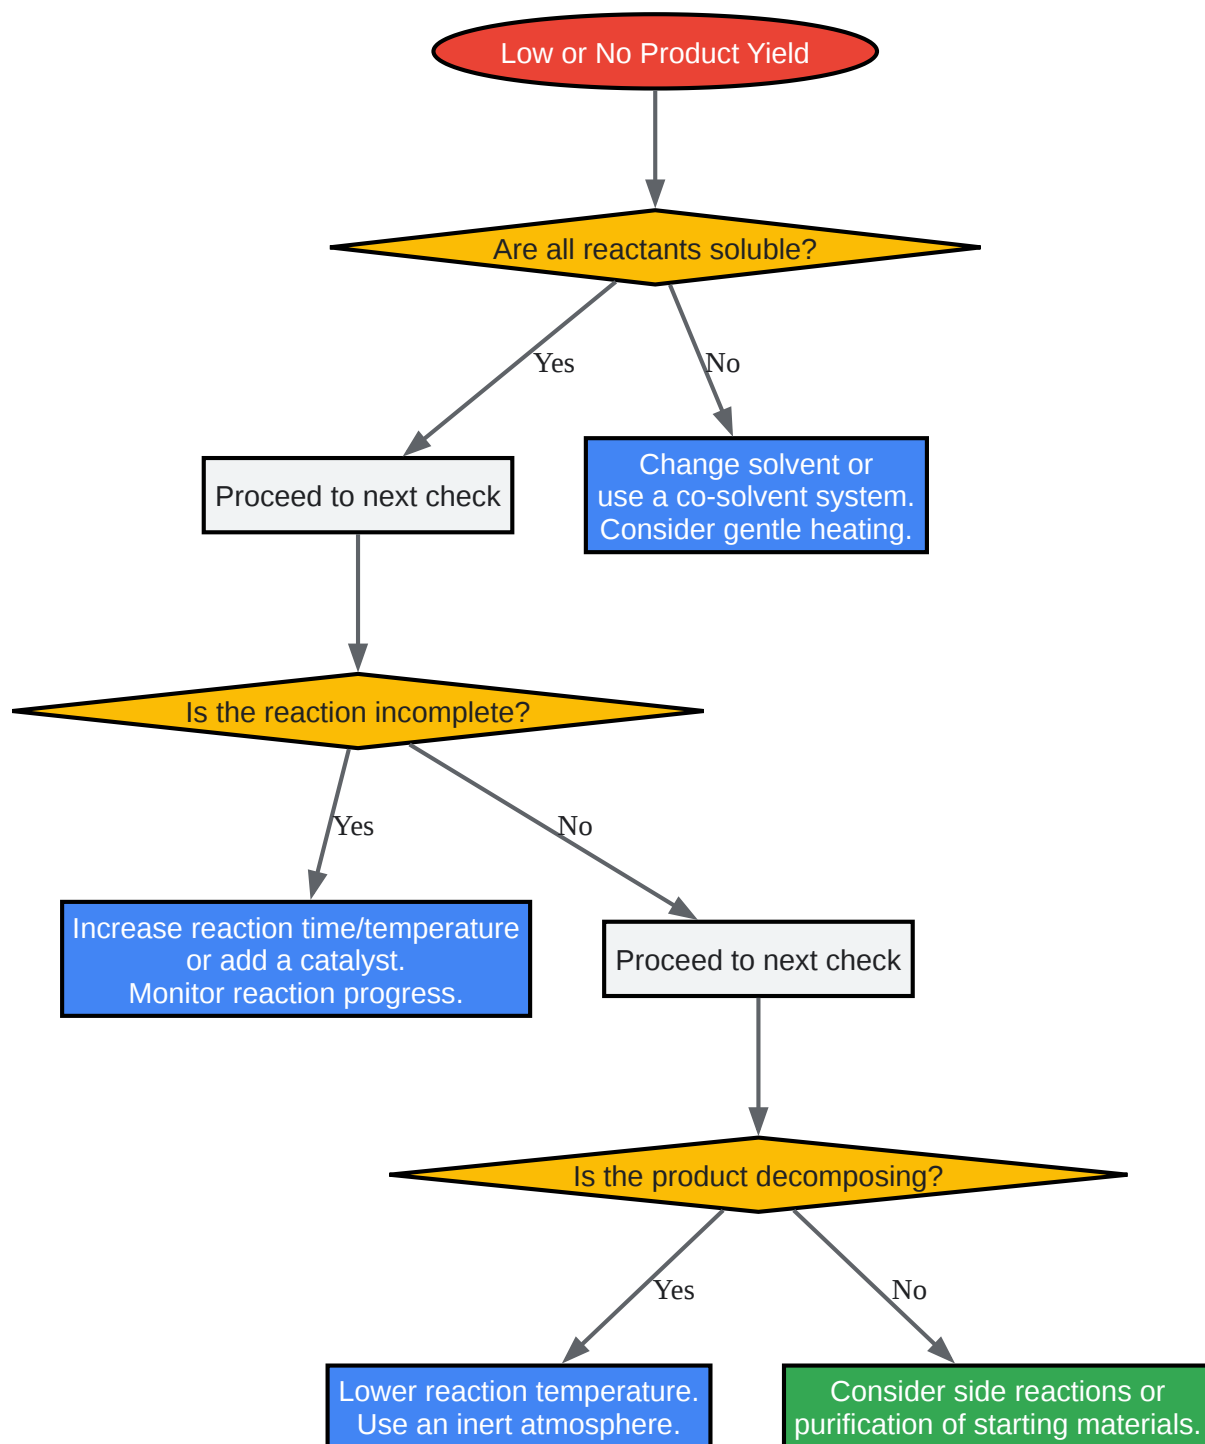 Low or No Product Yield
Are all reactants soluble?
Yes
No
Proceed to next check
Change solvent or
use a co-solvent system.
Consider gentle heating.
Is the reaction incomplete?
Yes
No
Increase reaction time/temperature
or add a catalyst.
Monitor reaction progress.
Proceed to next check
Is the product decomposing?
Yes
No
Lower reaction temperature.
Use an inert atmosphere.
Consider side reactions or
purification of starting materials.